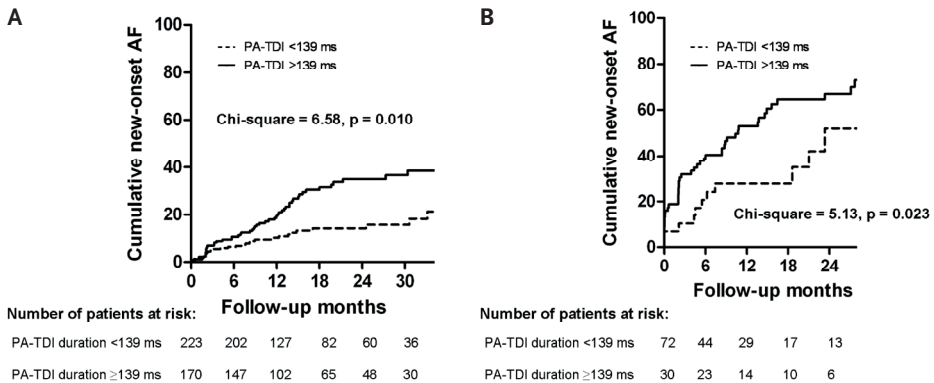 A
Cumulative new-onset AF
100
80
60
40
20
0
PA-TDI <139 ms
PA-TDI >139 ms
Chi-square = 6.58, p = 0.010
0 6 12 18 24 30
Follow-up months
Number of patients at risk:
PA-TDI duration <139 ms 223 202 127 82 60 36
PA-TDI duration ≥139 ms 170 147 102 65 48 30
B
Cumulative new-onset AF
100
80
60
40
20
0
PA-TDI <139 ms
PA-TDI >139 ms
Chi-square = 5.13, p = 0.023
0 6 12 18 24
Follow-up months
Number of patients at risk:
PA-TDI duration <139 ms 72 44 29 17 13
PA-TDI duration ≥139 ms 30 23 14 10 6